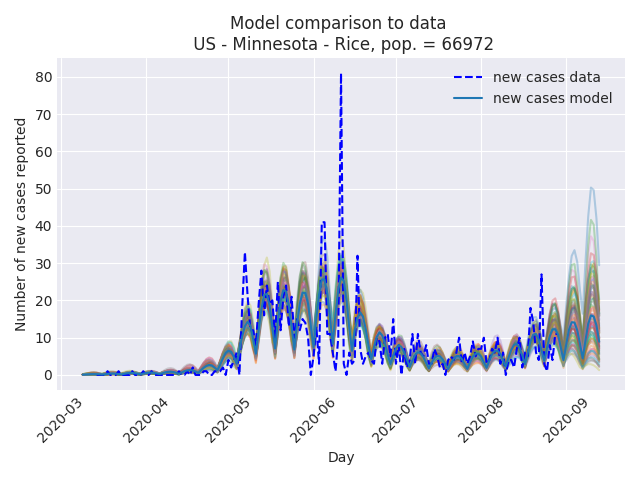 Model comparison to data
US - Minnesota - Rice, pop. = 66972
new cases data
new cases model
Number of new cases reported
80
70
60
50
40
30
20
10
0
2020-03
2020-04
2020-05
2020-06
2020-07
2020-08
2020-09
Day